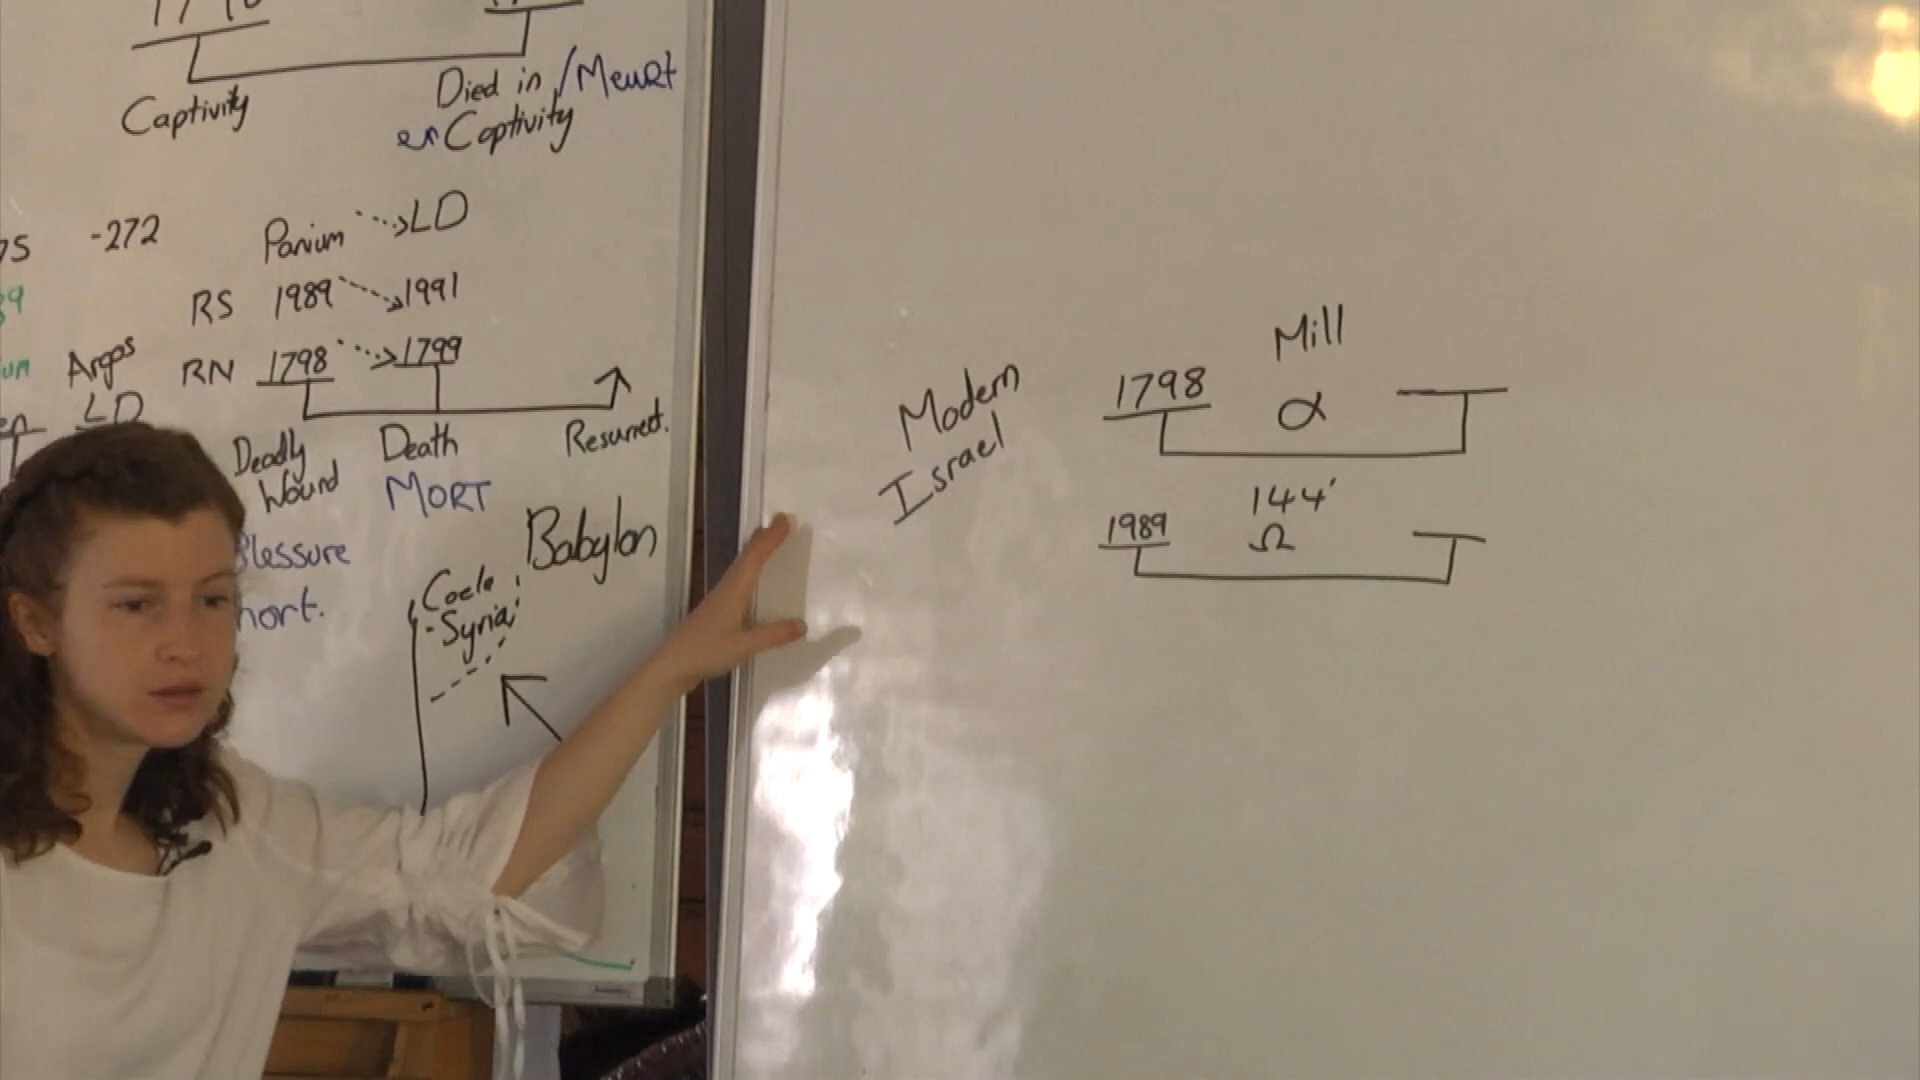 Captivity
Died in /Meurt
en Captivity
-272
Panium LD
RS 1989 1991
Argos
RN 1798 1799
LD
Deadly Wound
Death
Resurrect.
MORT
Babylon
Coele
-Syria
Modern
Israel
Mill
1798 α
144'
1989 Ω